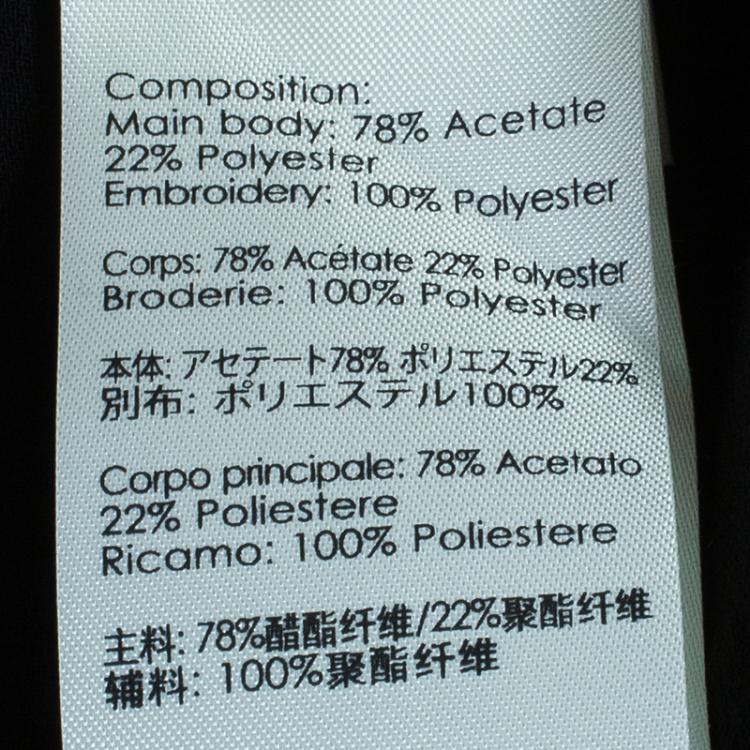 Composition:
Main body: 78% Acetate
22% Polyester
Embroidery: 100% Polyester
Corps: 78% Acétate 22% Polyester
Broderie: 100% Polyester
本体: アセテート78% ポリエステル22%
別布: ポリエステル100%
Corpo principale: 78% Acetato
22% Poliestere
Ricamo: 100% Poliestere
主料: 78%醋酯纤维/22%聚酯纤维
辅料: 100%聚酯纤维